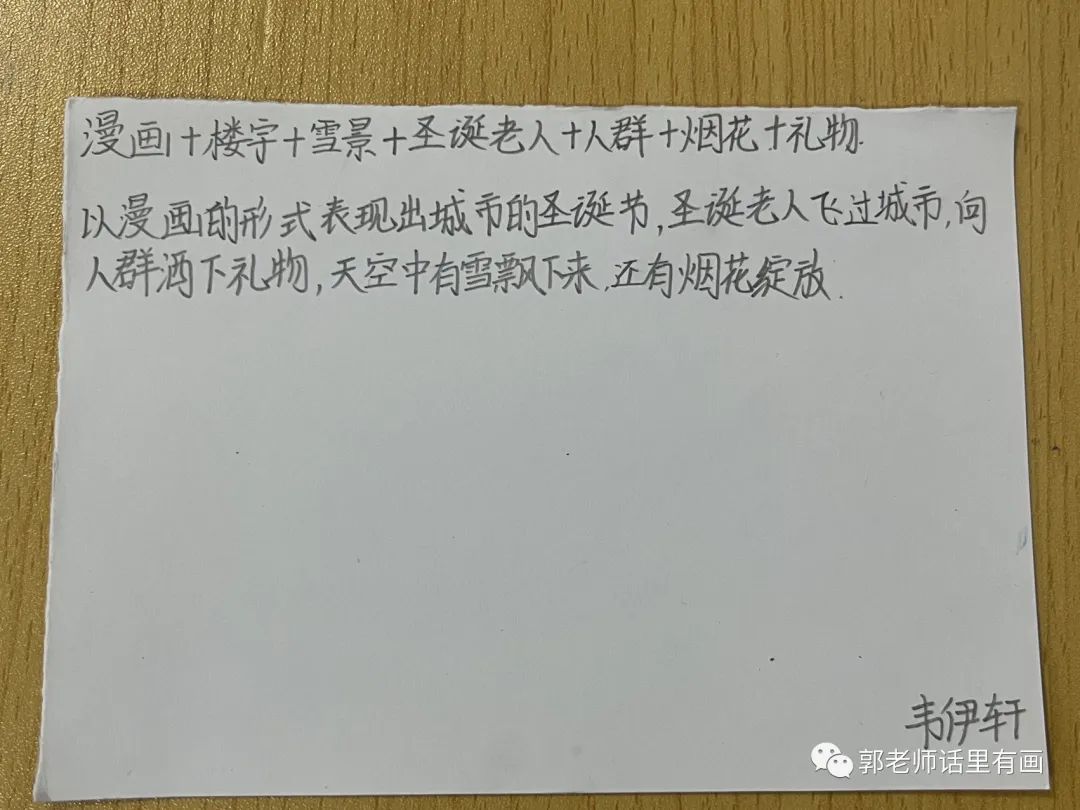 漫画+楼宇+雪景+圣诞老人+人群+烟花+礼物.
以漫画的形式表现出城市的圣诞节,圣诞老人飞过城市,向
人群洒下礼物,天空中有雪飘下来.还有烟花绽放.
韦伊轩
郭老师话里有画